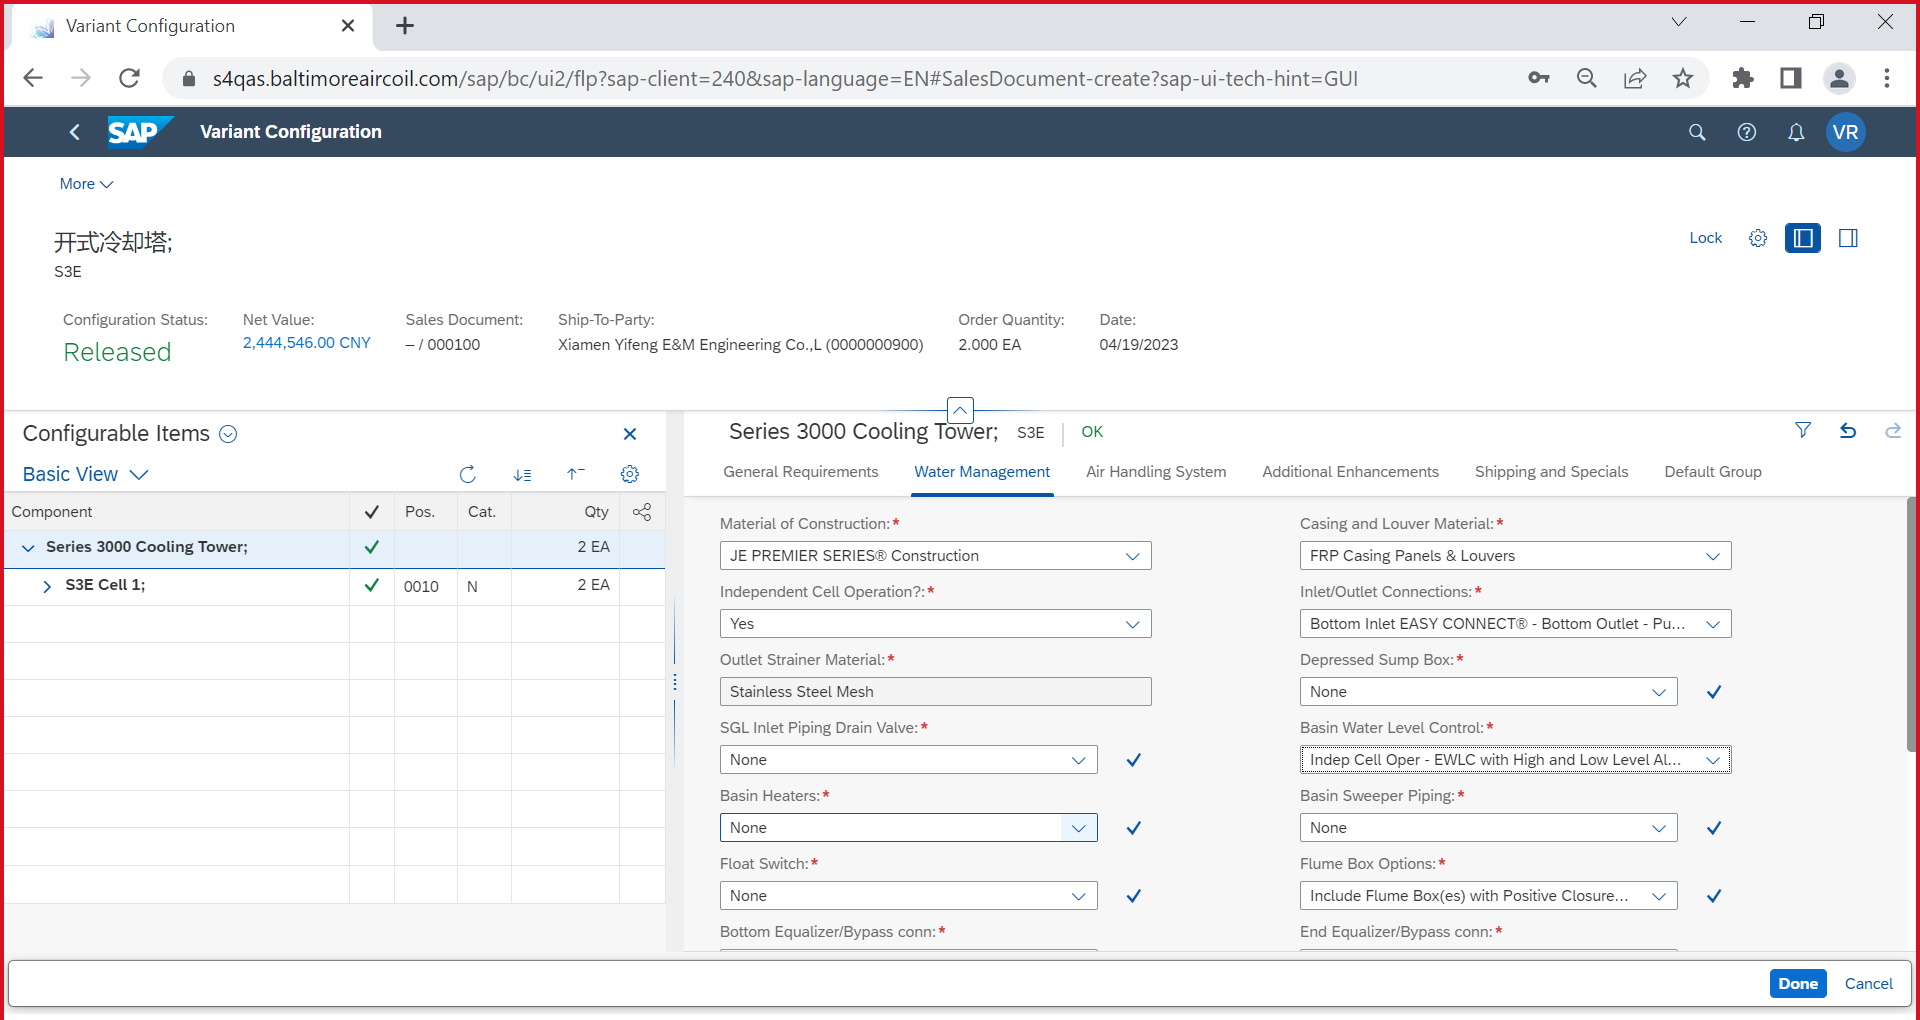 Variant Configuration
s4qas.baltimoreaircoil.com/sap/bc/ui2/flp?sap-client=240&sap-language=EN#SalesDocument-create?sap-ui-tech-hint=GUI
SAP Variant Configuration VR
More
开式冷却塔;
S3E
Lock
Configuration Status: Net Value: Sales Document: Ship-To-Party: Order Quantity: Date:
Released 2,444,546.00 CNY – / 000100 Xiamen Yifeng E&M Engineering Co.,L (0000000900) 2.000 EA 04/19/2023
Configurable Items
Basic View
Component Pos. Cat. Qty
Series 3000 Cooling Tower; 2 EA
S3E Cell 1; 0010 N 2 EA
Series 3000 Cooling Tower; S3E OK
General Requirements Water Management Air Handling System Additional Enhancements Shipping and Specials Default Group
Material of Construction:* Casing and Louver Material:*
JE PREMIER SERIES® Construction FRP Casing Panels & Louvers
Independent Cell Operation?:* Inlet/Outlet Connections:*
Yes Bottom Inlet EASY CONNECT® - Bottom Outlet - Pu...
Outlet Strainer Material:* Depressed Sump Box:*
Stainless Steel Mesh None
SGL Inlet Piping Drain Valve:* Basin Water Level Control:*
None Indep Cell Oper - EWLC with High and Low Level Al...
Basin Heaters:* Basin Sweeper Piping:*
None None
Float Switch:* Flume Box Options:*
None Include Flume Box(es) with Positive Closure...
Bottom Equalizer/Bypass conn:* End Equalizer/Bypass conn:*
Done Cancel